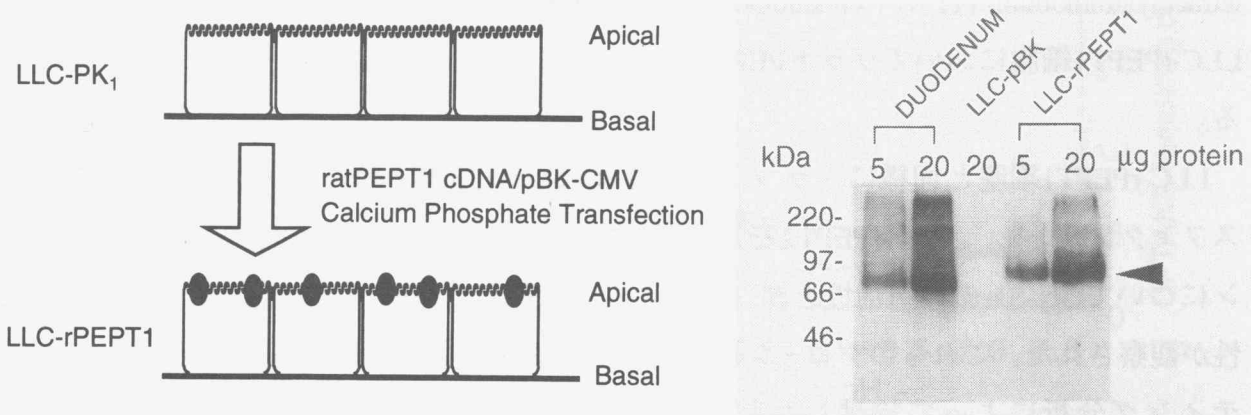 LLC-PK₁
Apical
Basal
ratPEPT1 cDNA/pBK-CMV
Calcium Phosphate Transfection
LLC-rPEPT1
Apical
Basal
DUODENUM
LLC-pBK
LLC-rPEPT1
kDa
5 20 20 5 20 μg protein
220-
97-
66-
46-